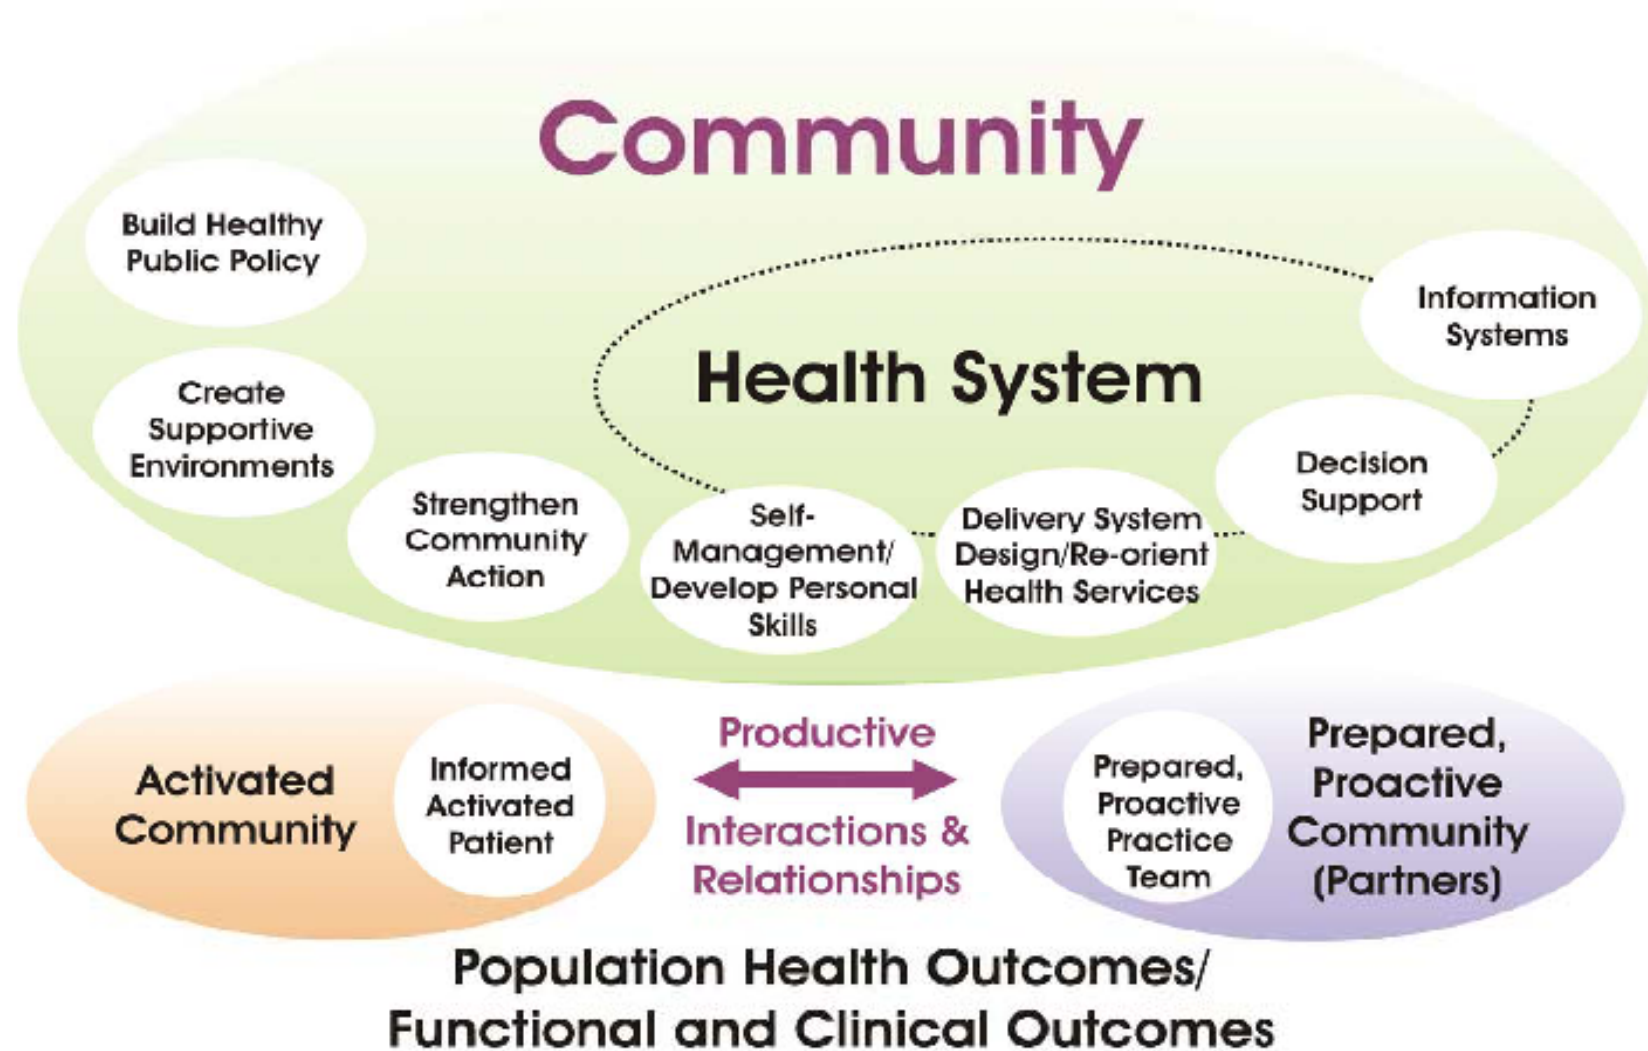 Community
Build Healthy
Public Policy
Create
Supportive
Environments
Strengthen
Community
Action
Health System
Self-
Management/
Develop Personal
Skills
Delivery System
Design/Re-orient
Health Services
Decision
Support
Information
Systems
Activated
Community
Informed
Activated
Patient
Productive
Interactions &
Relationships
Prepared,
Proactive
Practice
Team
Prepared,
Proactive
Community
(Partners)
Population Health Outcomes/
Functional and Clinical Outcomes